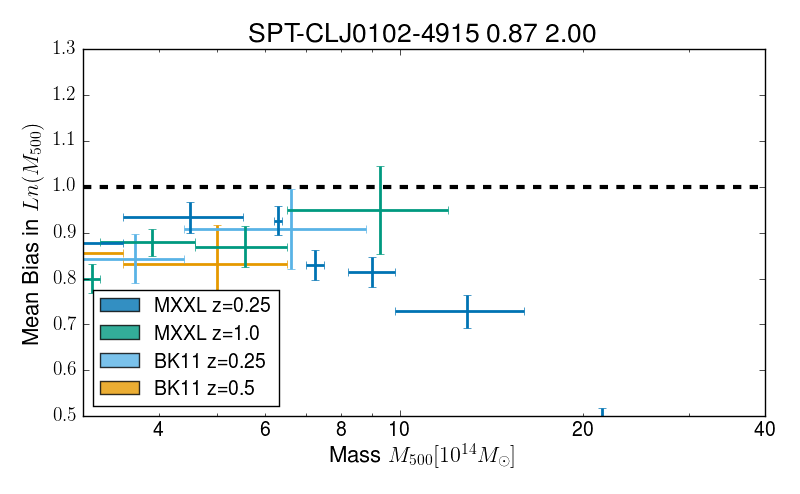 SPT-CLJ0102-4915 0.87 2.00
1.3
1.2
1.1
1.0
0.9
0.8
0.7
0.6
0.5
Mean Bias in Ln(M500)
MXXL z=0.25
MXXL z=1.0
BK11 z=0.25
BK11 z=0.5
4 6 8 10 20 40
Mass M500[10^14 M⊙]